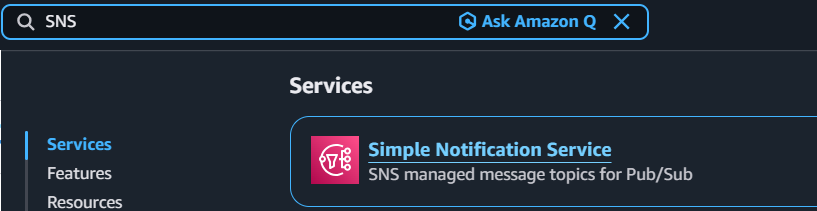 SNS Ask Amazon Q
Services
Services
Simple Notification Service
Features
SNS managed message topics for Pub/Sub
Resources